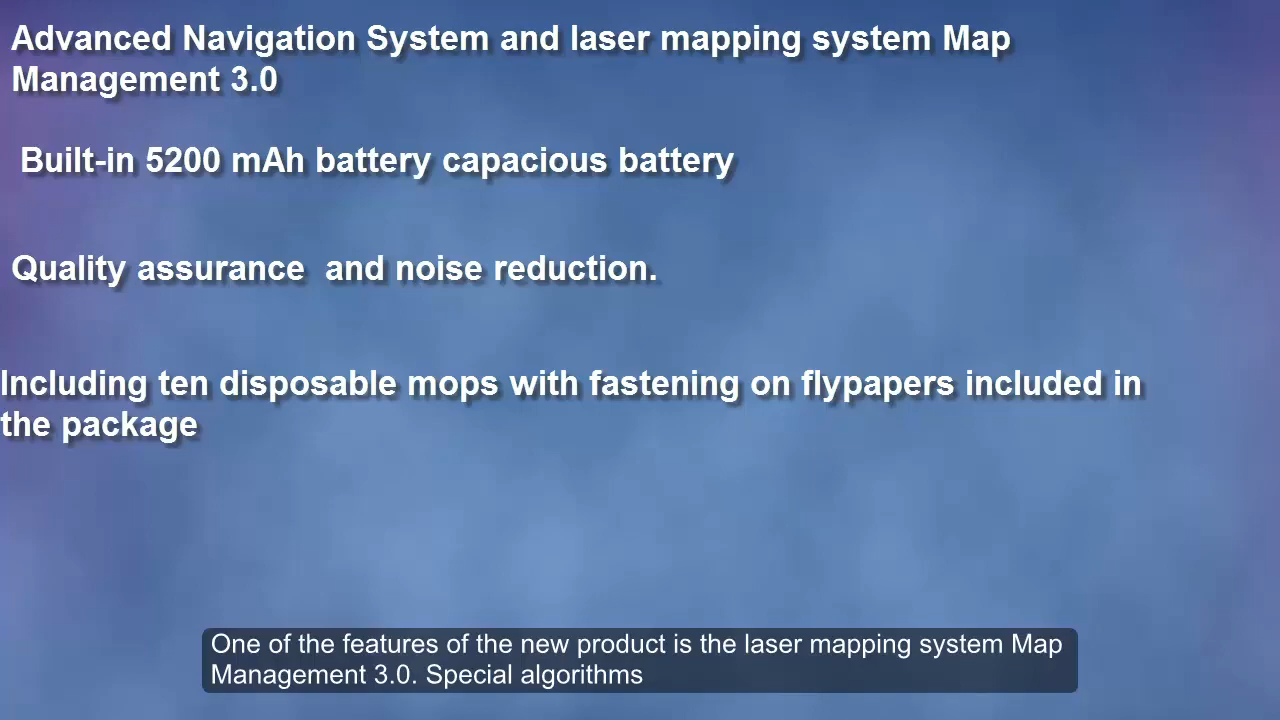 Advanced Navigation System and laser mapping system Map
Management 3.0
Built-in 5200 mAh battery capacious battery
Quality assurance  and noise reduction.
Including ten disposable mops with fastening on flypapers included in
the package
One of the features of the new product is the laser mapping system Map
Management 3.0. Special algorithms